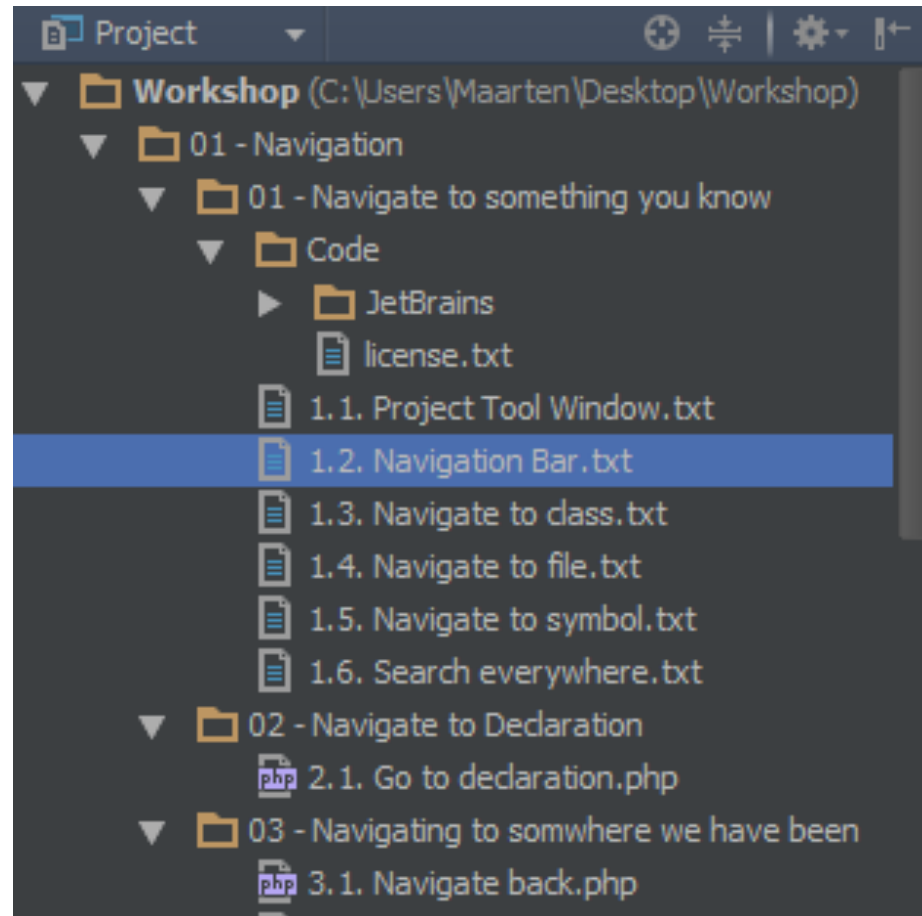 Project
Workshop (C:\Users\Maarten\Desktop\Workshop)
01 - Navigation
01 - Navigate to something you know
Code
JetBrains
license.txt
1.1. Project Tool Window.txt
1.2. Navigation Bar.txt
1.3. Navigate to class.txt
1.4. Navigate to file.txt
1.5. Navigate to symbol.txt
1.6. Search everywhere.txt
02 - Navigate to Declaration
php 2.1. Go to declaration.php
03 - Navigating to somwhere we have been
php 3.1. Navigate back.php